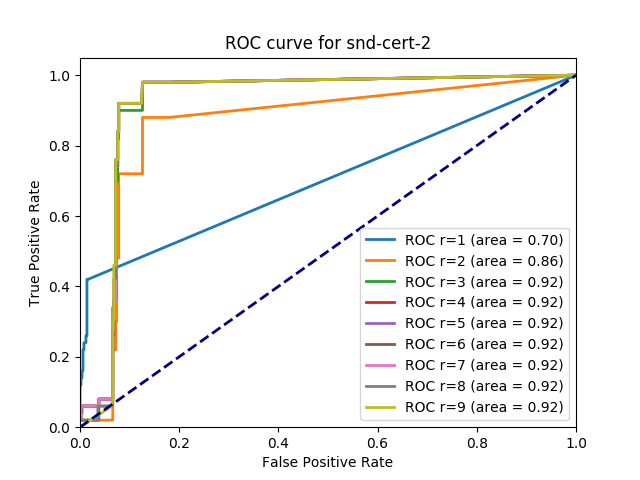 ROC curve for snd-cert-2
1.0
0.8
0.6
0.4
0.2
0.0
True Positive Rate
ROC r=1 (area = 0.70)
ROC r=2 (area = 0.86)
ROC r=3 (area = 0.92)
ROC r=4 (area = 0.92)
ROC r=5 (area = 0.92)
ROC r=6 (area = 0.92)
ROC r=7 (area = 0.92)
ROC r=8 (area = 0.92)
ROC r=9 (area = 0.92)
0.0 0.2 0.4 0.6 0.8 1.0
False Positive Rate